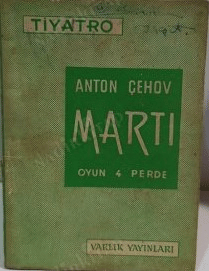 TİYATRO
ANTON ÇEHOV
MARTI
OYUN 4 PERDE
VARLIK YAYINLARI